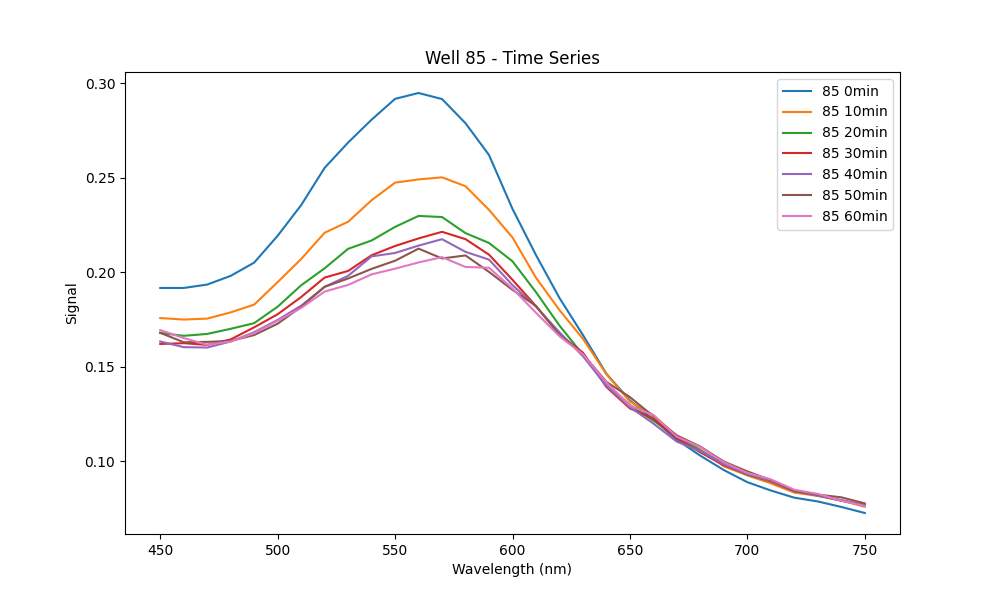 Well 85 - Time Series
Signal
0.30
0.25
0.20
0.15
0.10
85 0min
85 10min
85 20min
85 30min
85 40min
85 50min
85 60min
450 500 550 600 650 700 750
Wavelength (nm)